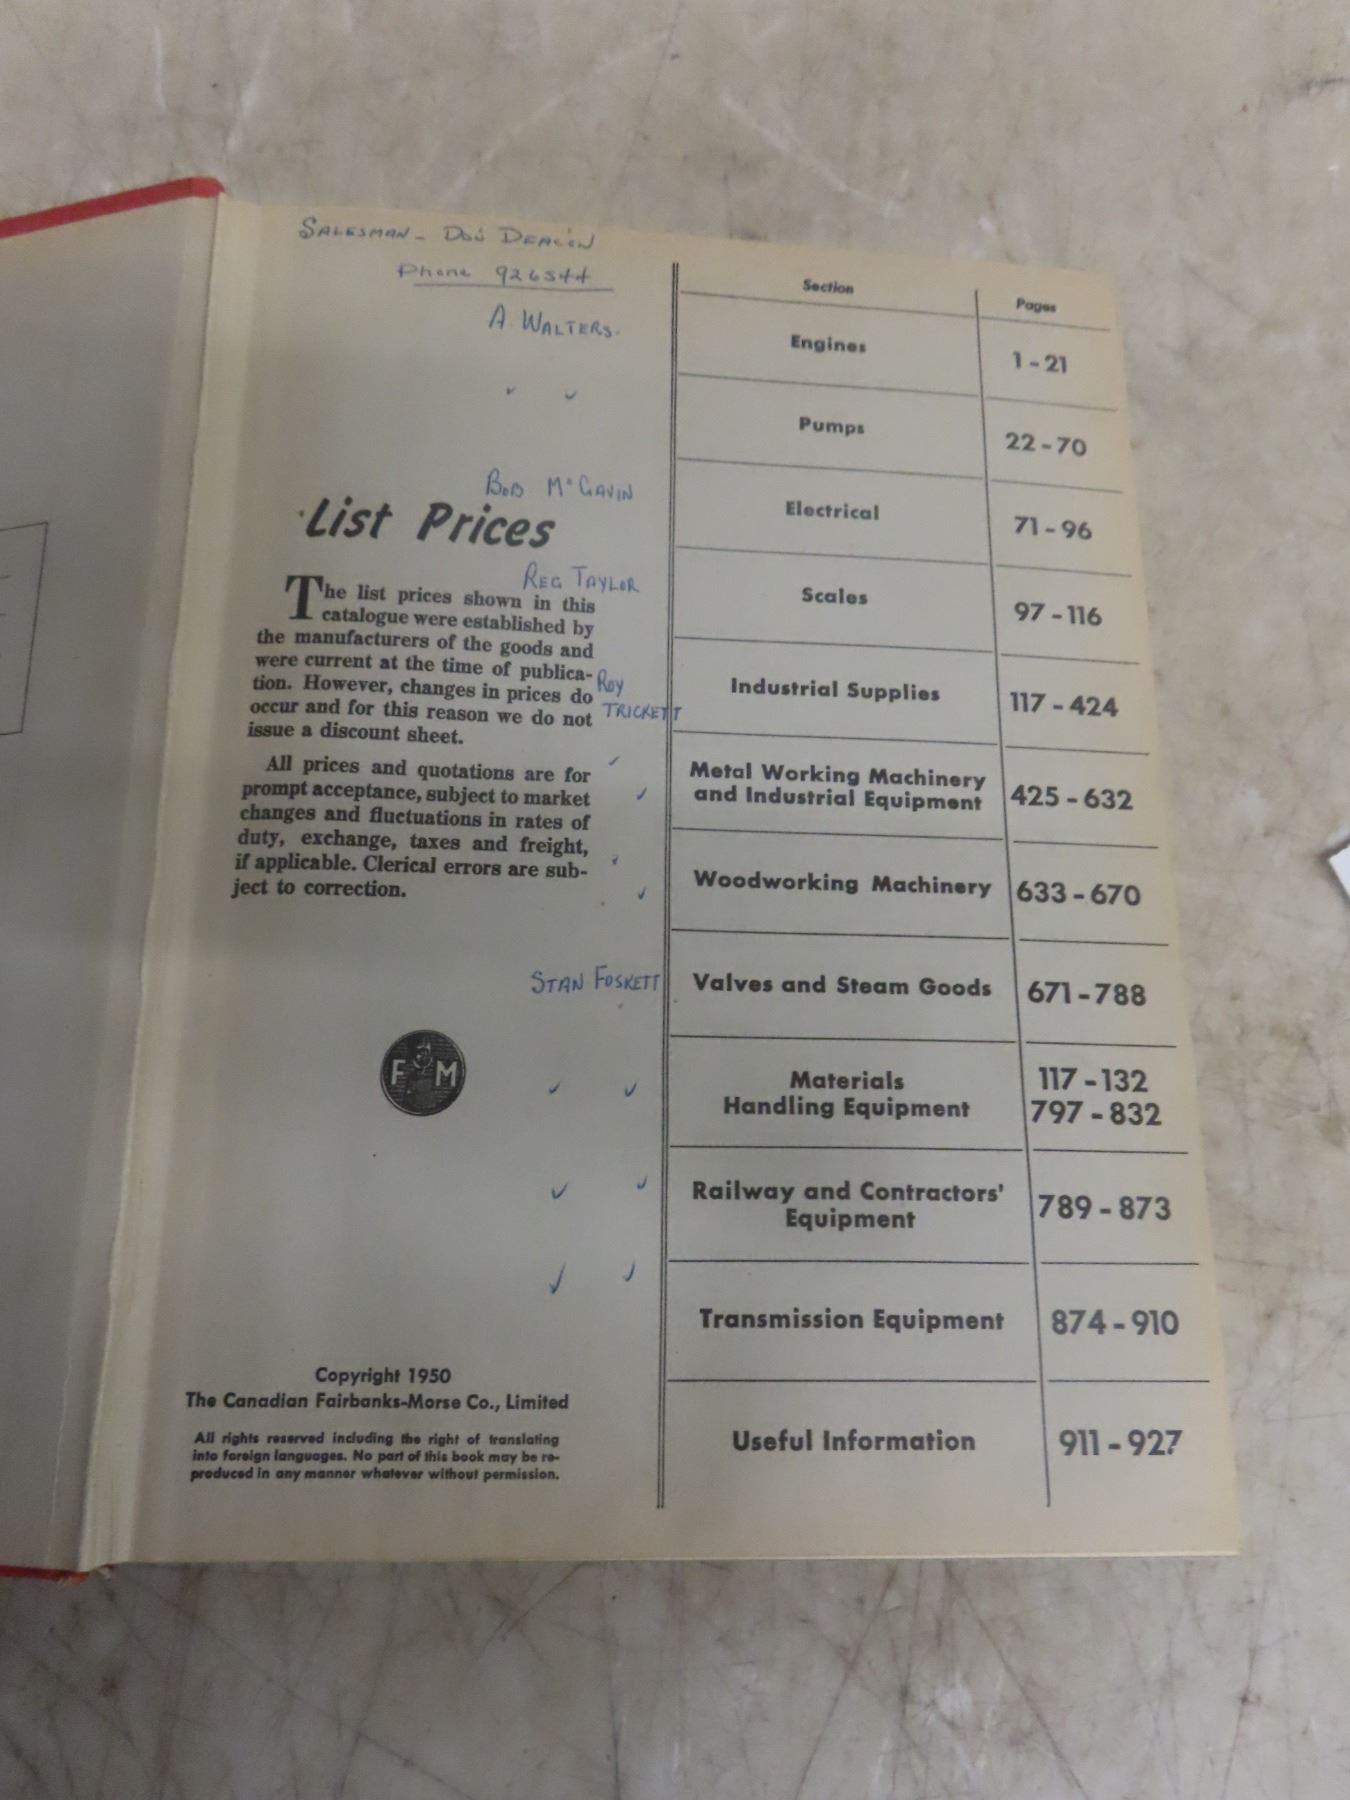 SALESMAN - DON DEACON
Phone 926544
A. WALTERS.
BOB McGAVIN
List Prices
REG TAYLOR
The list prices shown in this
catalogue were established by
the manufacturers of the goods and
were current at the time of publica-
tion. However, changes in prices do
occur and for this reason we do not
issue a discount sheet.
ROY
TRICKETT
All prices and quotations are for
prompt acceptance, subject to market
changes and fluctuations in rates of
duty, exchange, taxes and freight,
if applicable. Clerical errors are sub-
ject to correction.
STAN FOSKETT
F M
Copyright 1950
The Canadian Fairbanks-Morse Co., Limited
All rights reserved including the right of translating
into foreign languages. No part of this book may be re-
produced in any manner whatever without permission.
Section Pages
Engines 1 - 21
Pumps 22 - 70
Electrical 71 - 96
Scales 97 - 116
Industrial Supplies 117 - 424
Metal Working Machinery
and Industrial Equipment 425 - 632
Woodworking Machinery 633 - 670
Valves and Steam Goods 671 - 788
Materials 117 - 132
Handling Equipment 797 - 832
Railway and Contractors'
Equipment 789 - 873
Transmission Equipment 874 - 910
Useful Information 911 - 927